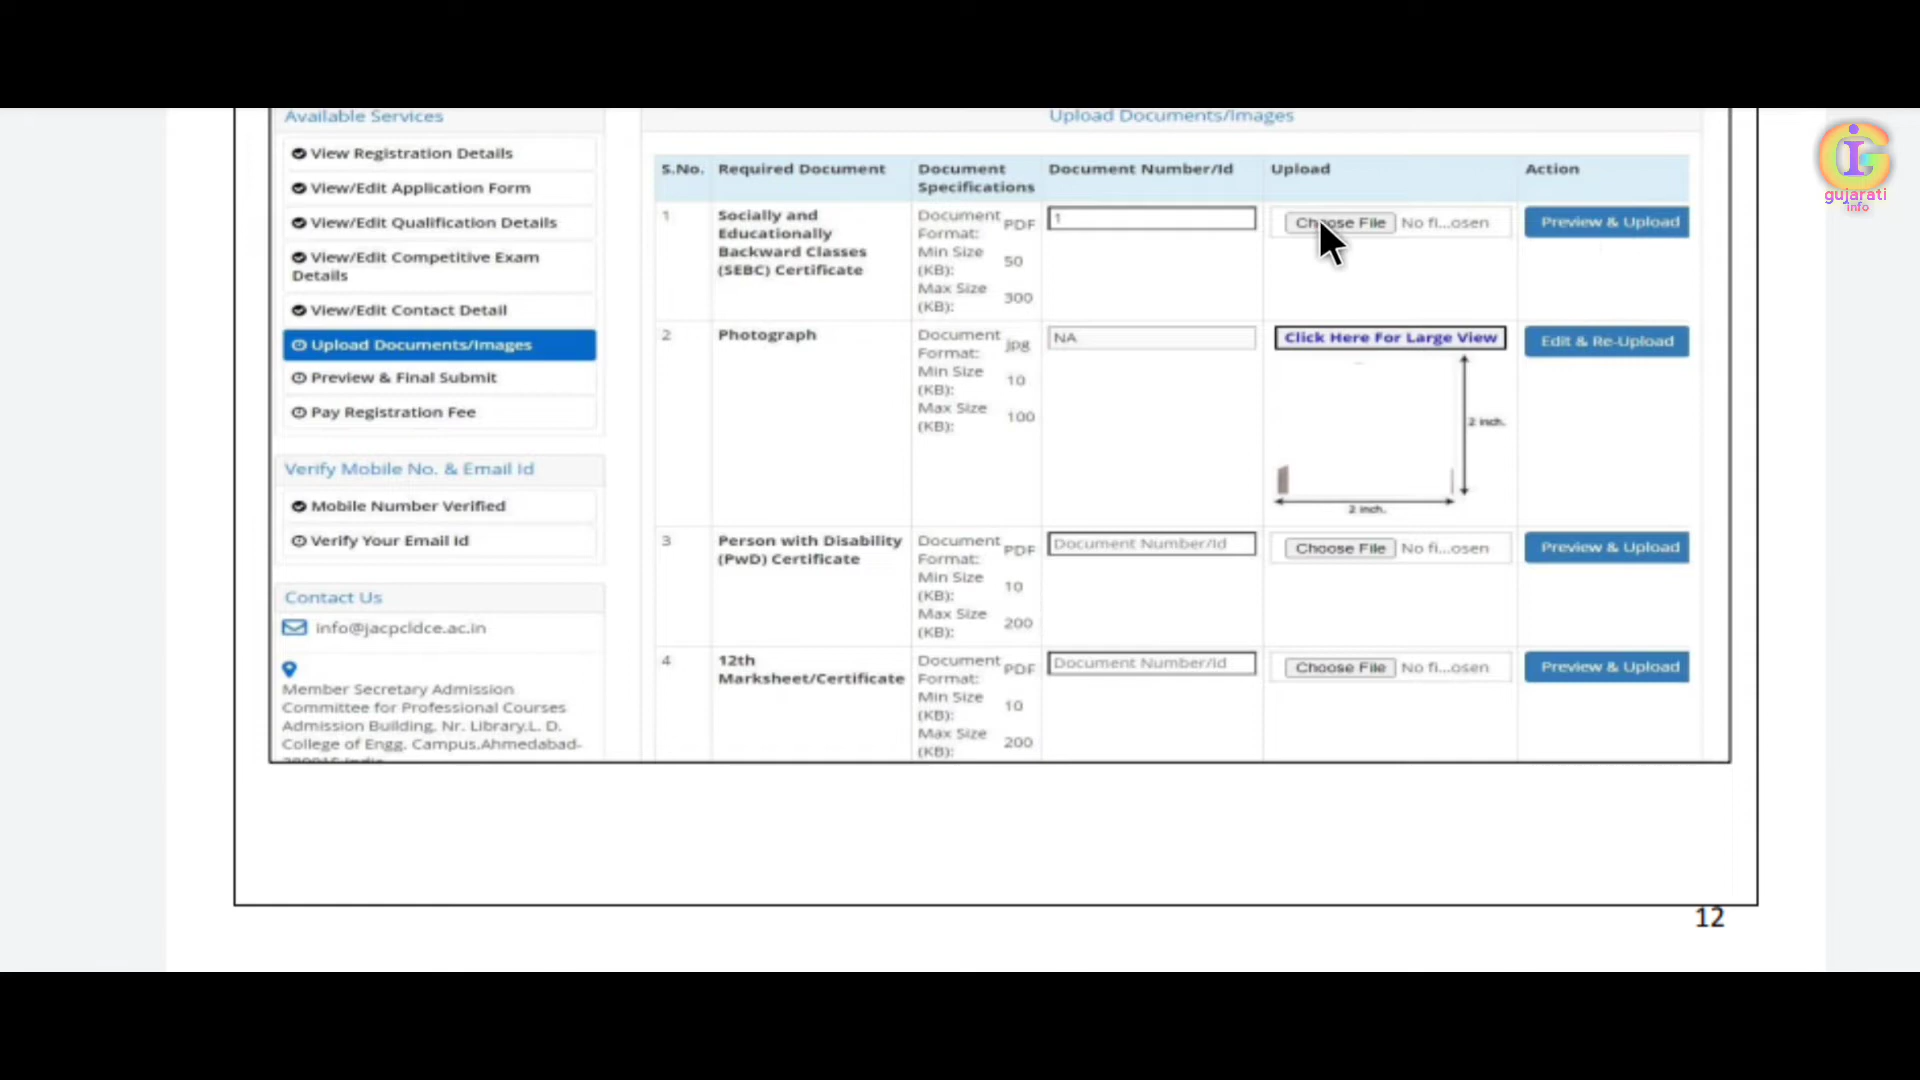 Available Services
View Registration Details
View/Edit Application Form
View/Edit Qualification Details
View/Edit Competitive Exam
Details
View/Edit Contact Detail
Upload Documents/Images
Preview & Final Submit
Pay Registration Fee
Verify Mobile No. & Email Id
Mobile Number Verified
Verify Your Email Id
Contact Us
info@jacpcldce.ac.in
Member Secretary Admission
Committee for Professional Courses
Admission Building, Nr. Library,L. D.
College of Engg. Campus,Ahmedabad-
380015 India
Upload Documents/Images
S.No. Required Document Document Specifications Document Number/Id Upload Action
1 Socially and Educationally Backward Classes (SEBC) Certificate
Document Format: PDF
Min Size (KB): 50
Max Size (KB): 300
1
Choose File No fi...osen
Preview & Upload
2 Photograph
Document Format: jpg
Min Size (KB): 10
Max Size (KB): 100
NA
Click Here For Large View
2 inch.
2 inch.
Edit & Re-Upload
3 Person with Disability (PwD) Certificate
Document Format: PDF
Min Size (KB): 10
Max Size (KB): 200
Document Number/Id
Choose File No fi...osen
Preview & Upload
4 12th Marksheet/Certificate
Document Format: PDF
Min Size (KB): 10
Max Size (KB): 200
Document Number/Id
Choose File No fi...osen
Preview & Upload
12
gujarati
info